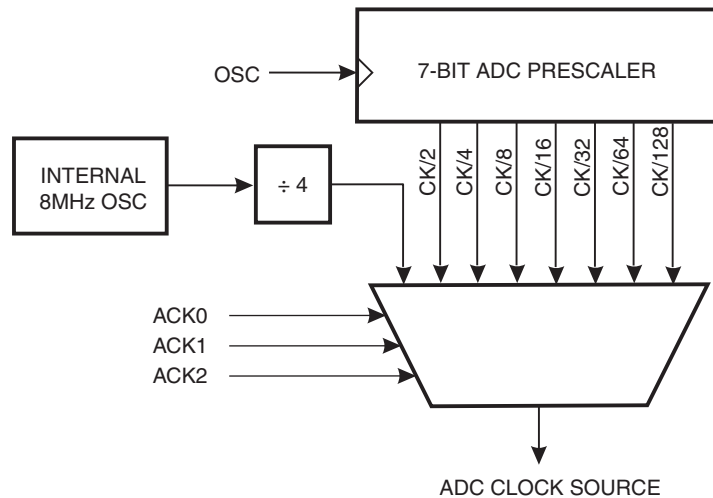 7-BIT ADC PRESCALER
OSC
CK/2
CK/4
CK/8
CK/16
CK/32
CK/64
CK/128
INTERNAL
8MHz OSC
÷ 4
ACK0
ACK1
ACK2
ADC CLOCK SOURCE